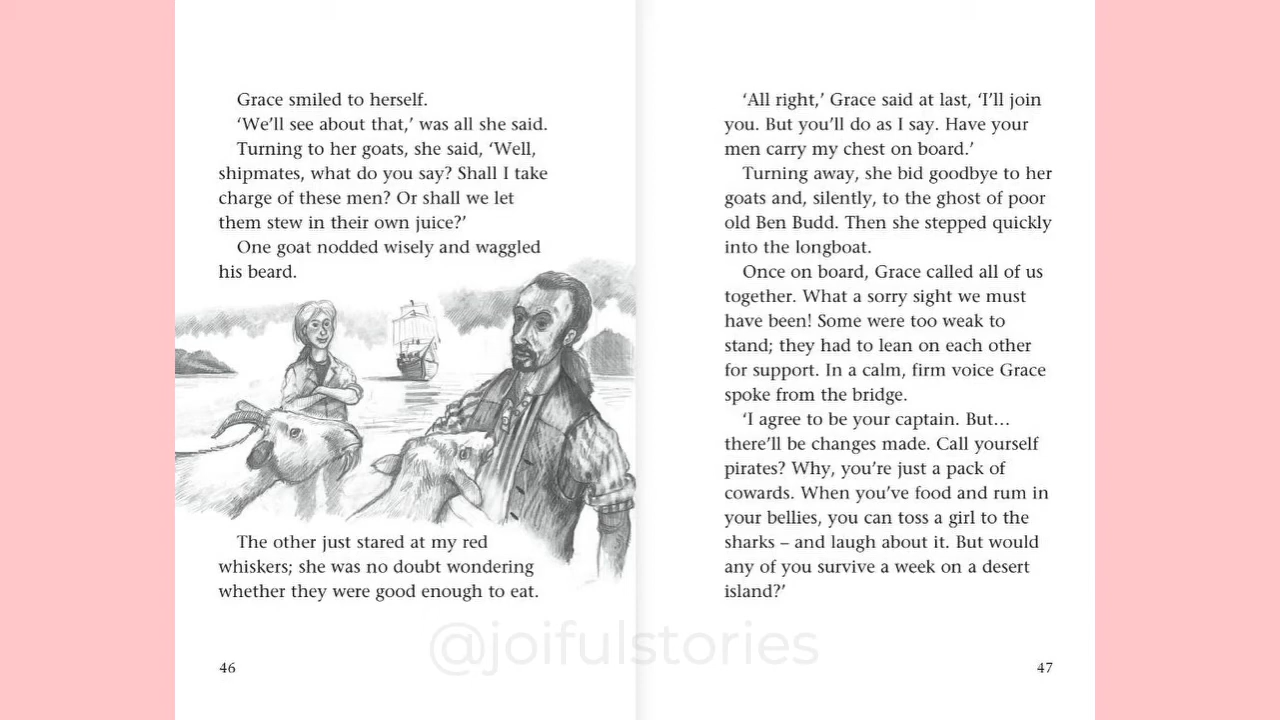 Grace smiled to herself.
‘We’ll see about that,’ was all she said.
Turning to her goats, she said, ‘Well,
shipmates, what do you say? Shall I take
charge of these men? Or shall we let
them stew in their own juice?’
One goat nodded wisely and waggled
his beard.
The other just stared at my red
whiskers; she was no doubt wondering
whether they were good enough to eat.
46
‘All right,’ Grace said at last, ‘I’ll join
you. But you’ll do as I say. Have your
men carry my chest on board.’
Turning away, she bid goodbye to her
goats and, silently, to the ghost of poor
old Ben Budd. Then she stepped quickly
into the longboat.
Once on board, Grace called all of us
together. What a sorry sight we must
have been! Some were too weak to
stand; they had to lean on each other
for support. In a calm, firm voice Grace
spoke from the bridge.
‘I agree to be your captain. But…
there’ll be changes made. Call yourself
pirates? Why, you’re just a pack of
cowards. When you’ve food and rum in
your bellies, you can toss a girl to the
sharks – and laugh about it. But would
any of you survive a week on a desert
island?’
47
@joifulstories